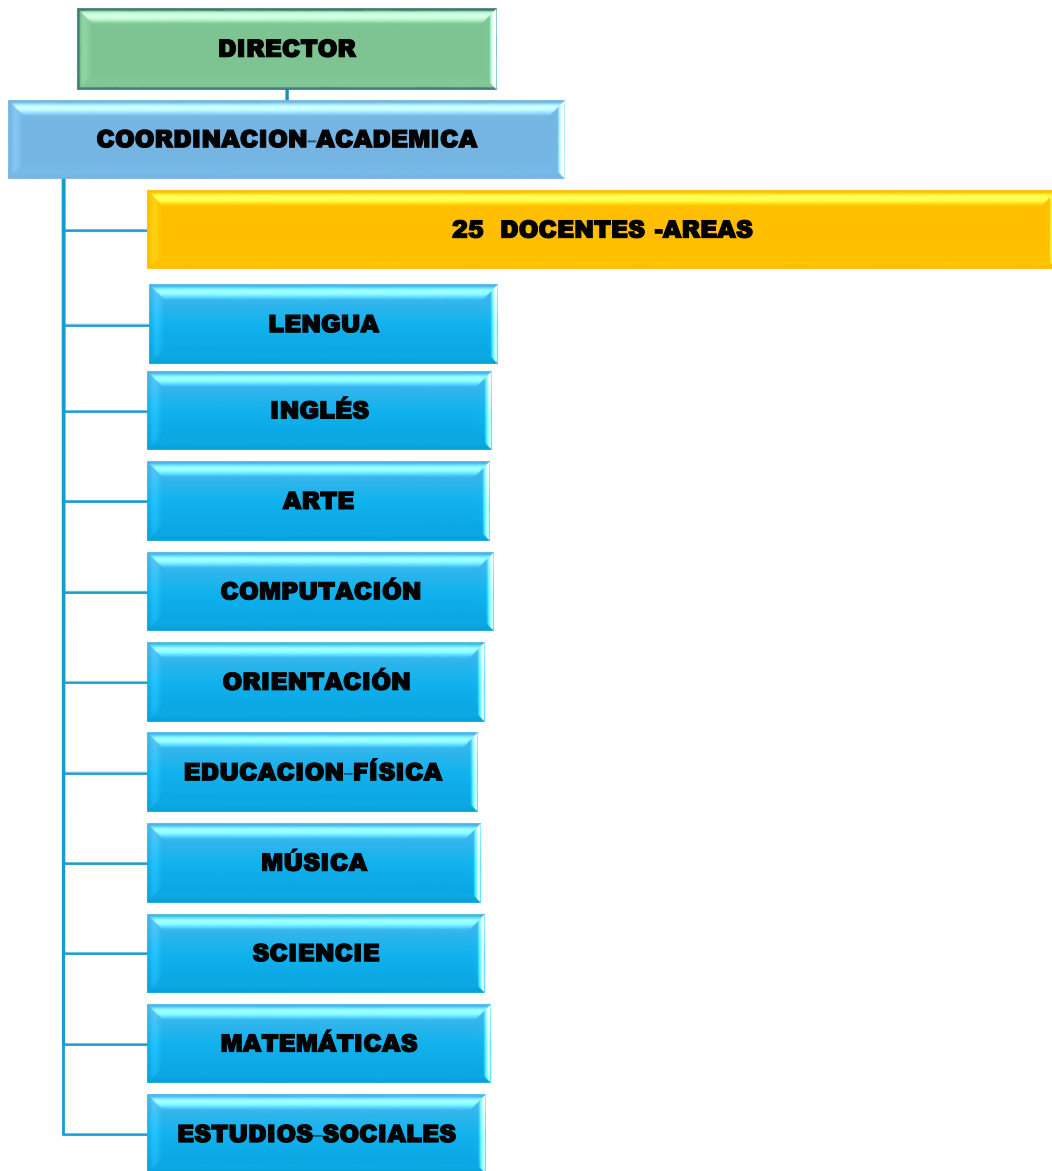 DIRECTOR
COORDINACION-ACADEMICA
25 DOCENTES -AREAS
LENGUA
INGLÉS
ARTE
COMPUTACIÓN
ORIENTACIÓN
EDUCACION-FÍSICA
MÚSICA
SCIENCIE
MATEMÁTICAS
ESTUDIOS-SOCIALES